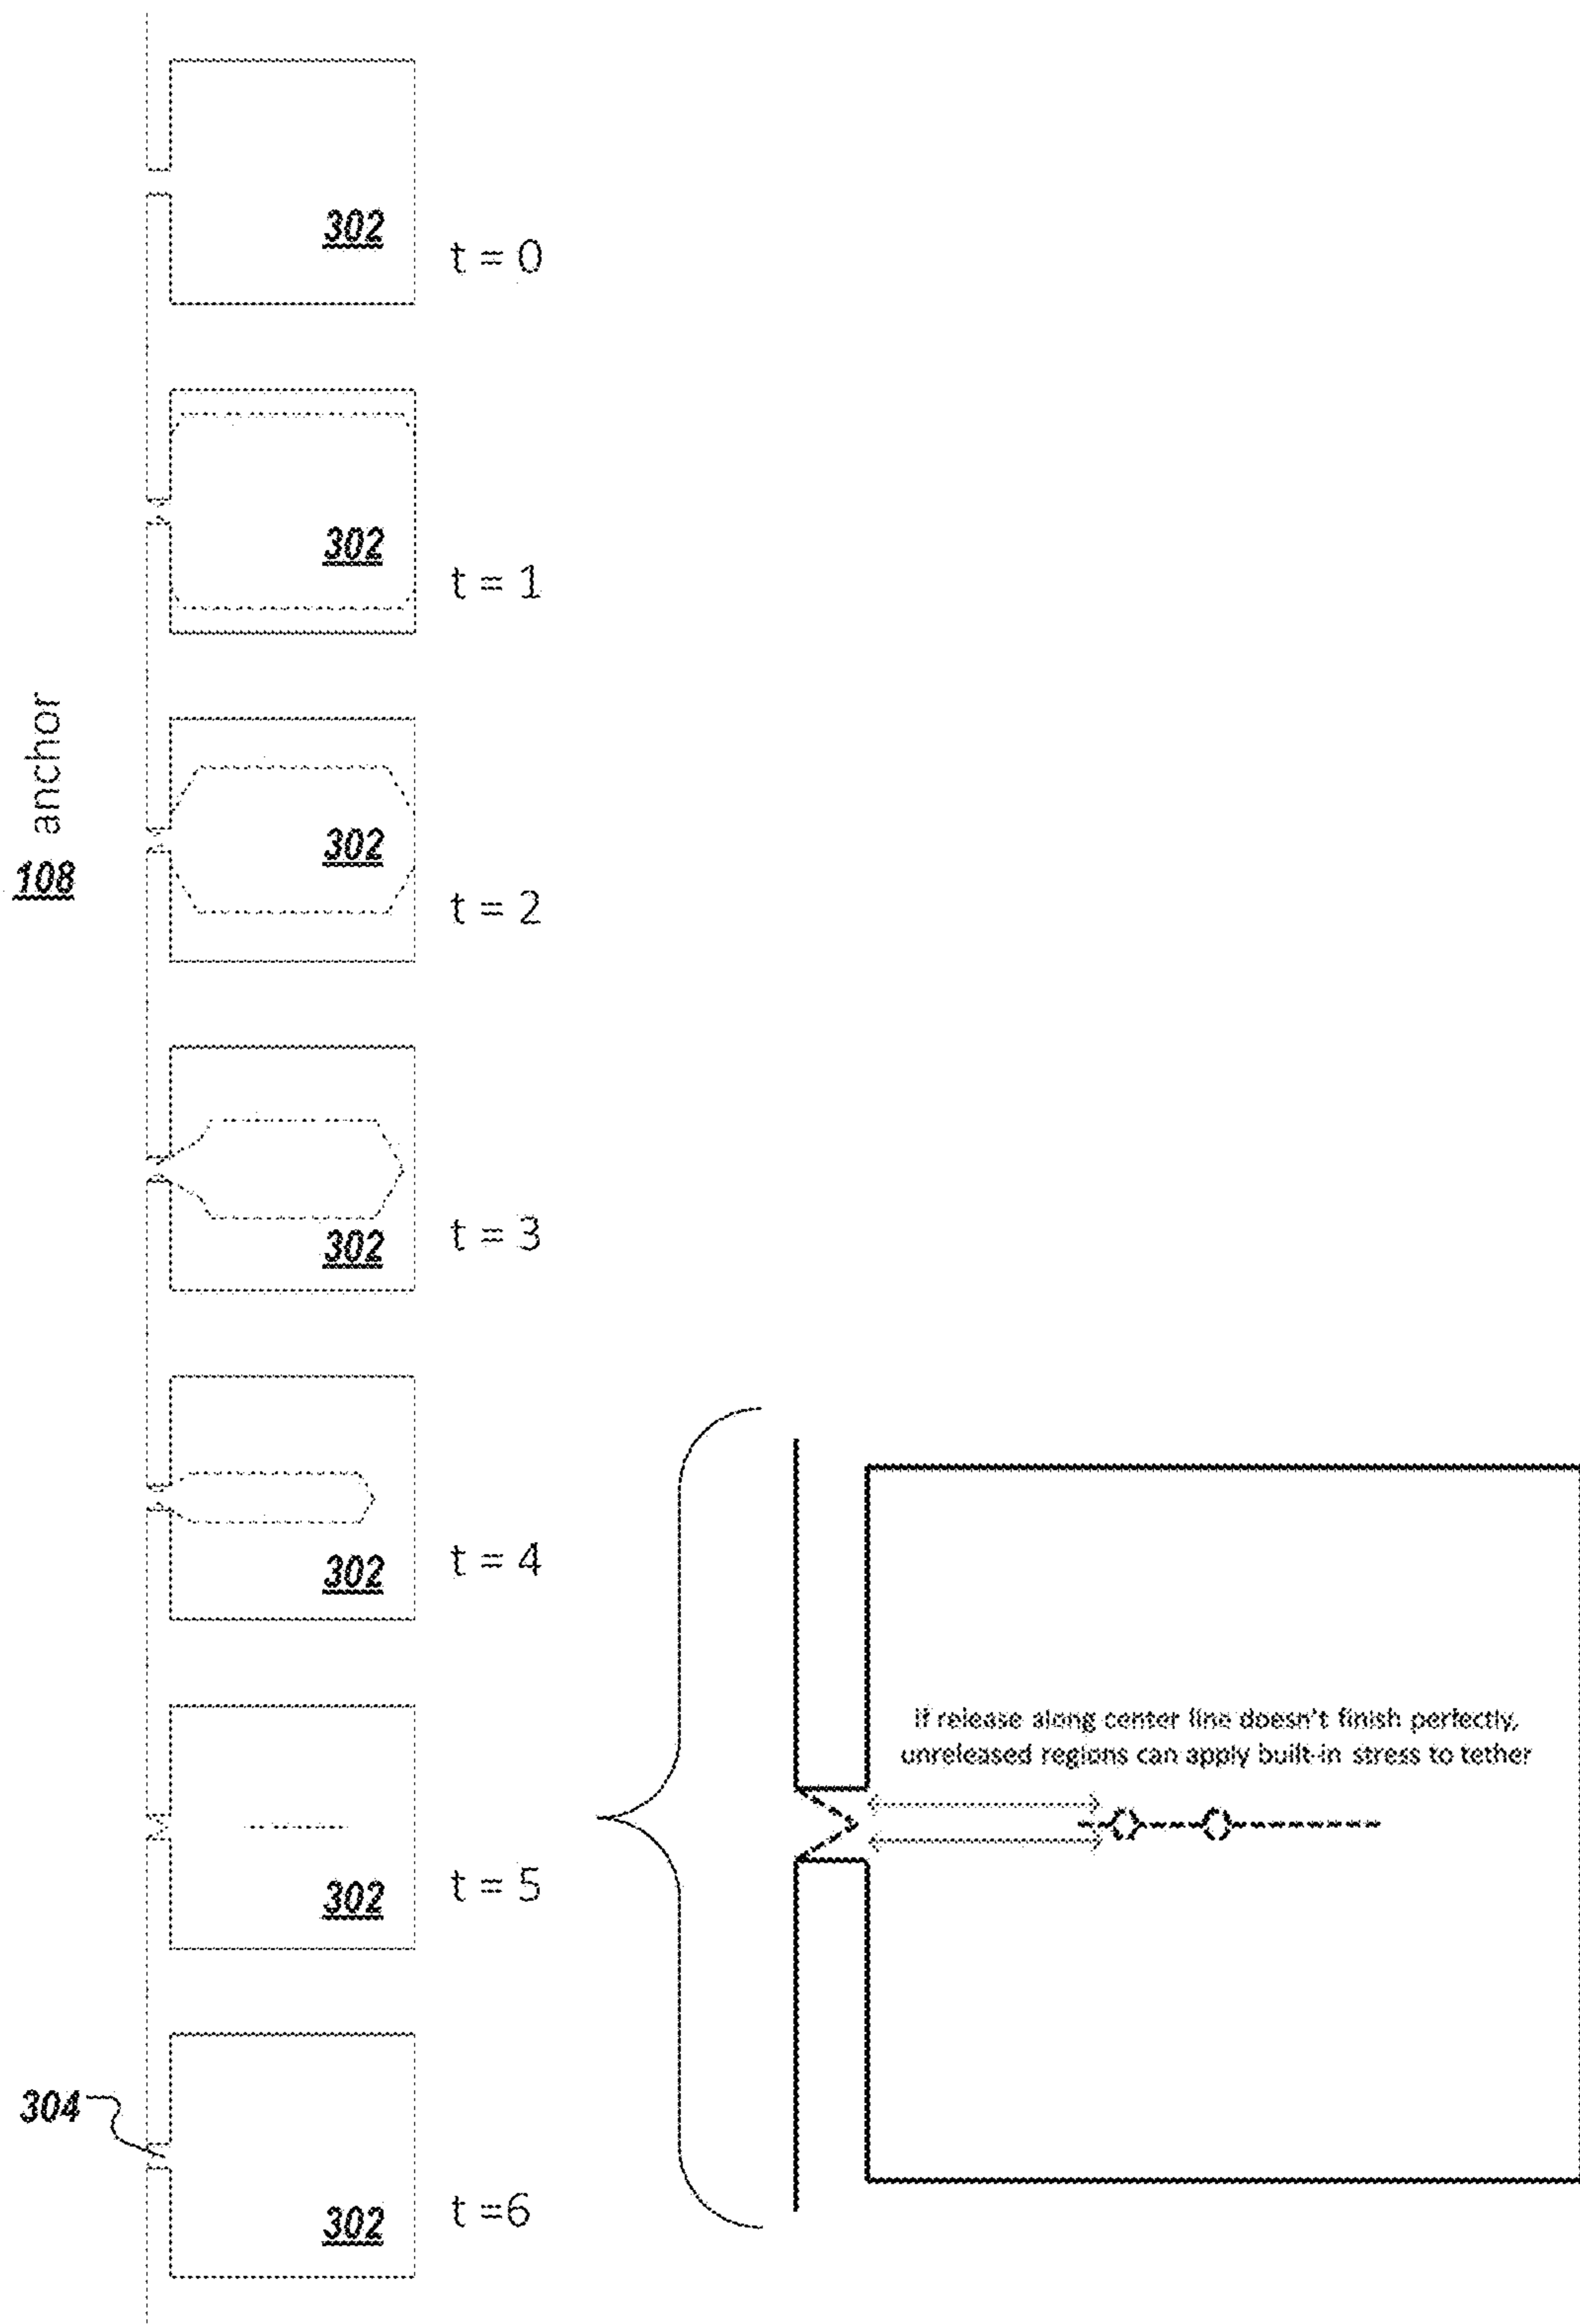 302
t = 0
302
t = 1
anchor
108
302
t = 2
302
t = 3
302
t = 4
If release along center line doesn't finish perfectly,
unreleased regions can apply built-in stress to tether
302
t = 5
304
302
t =6